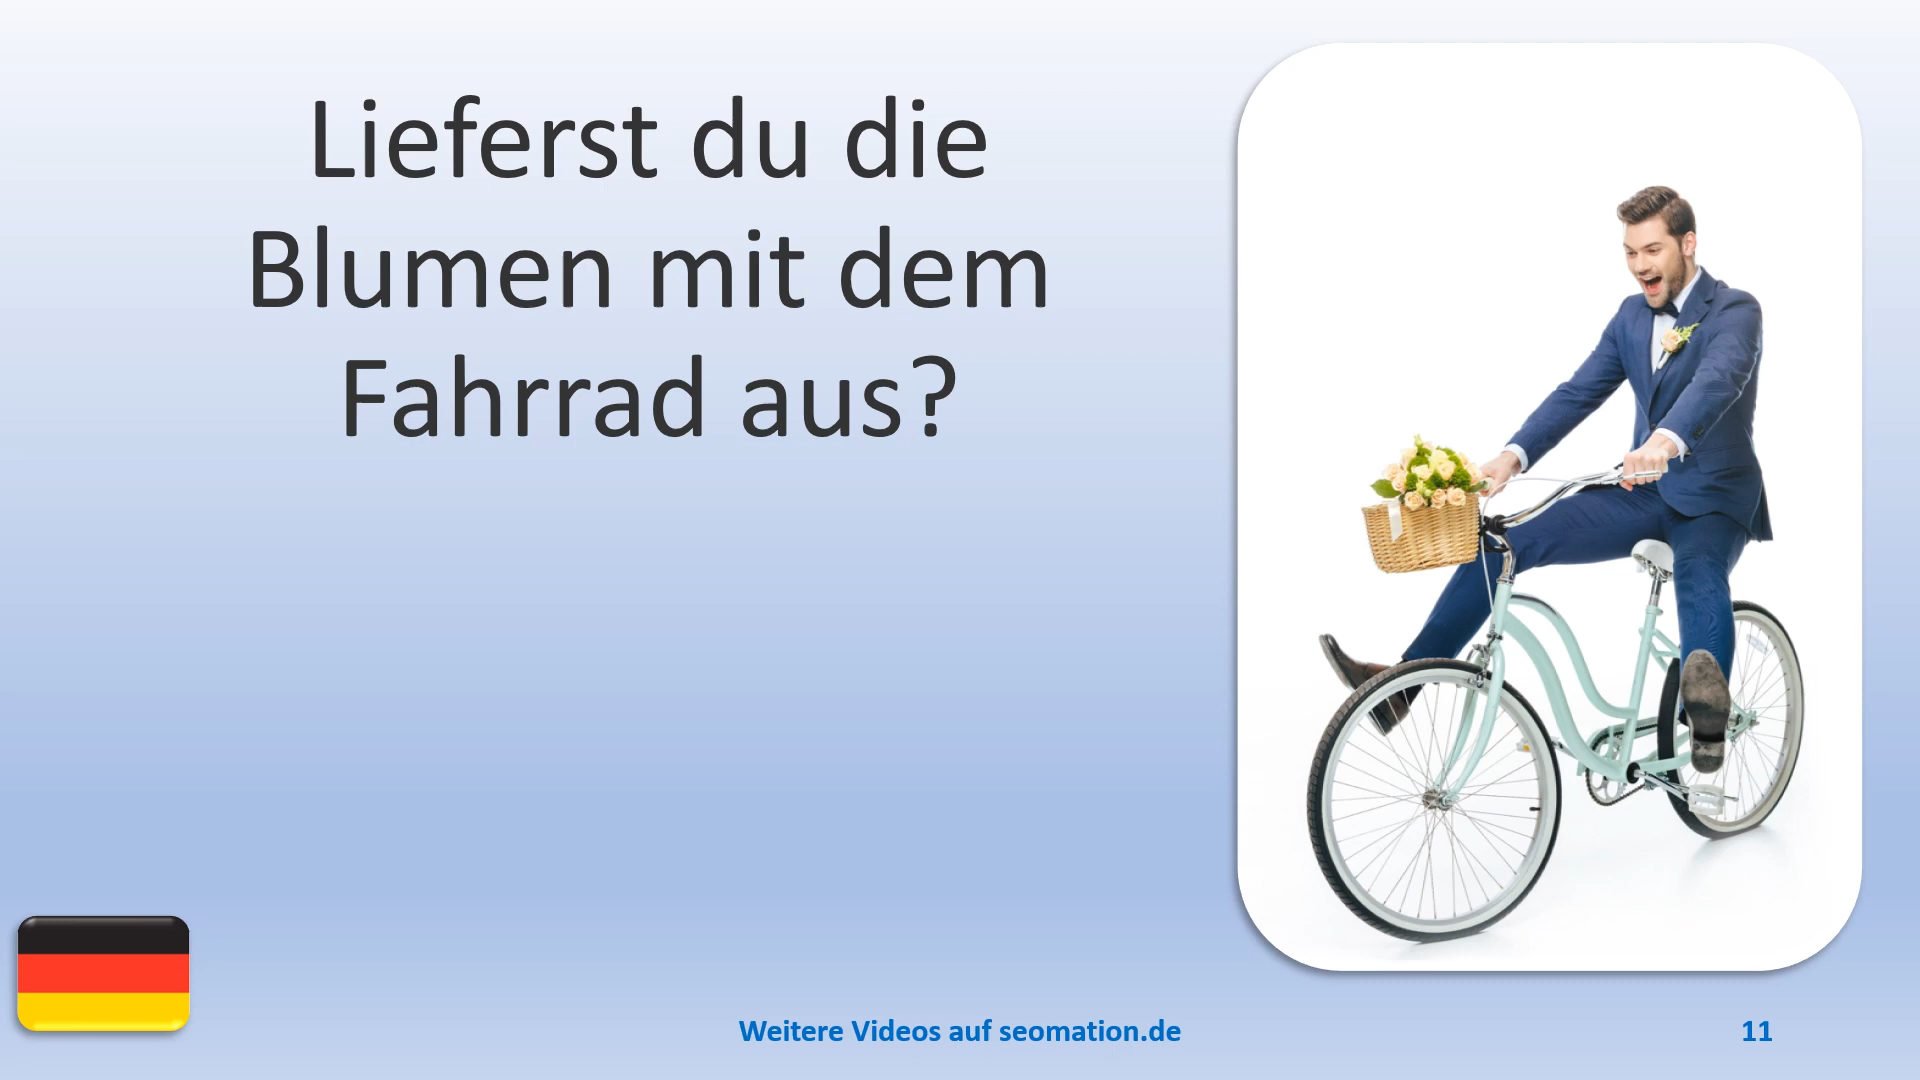 Lieferst du die
Blumen mit dem
Fahrrad aus?
Weitere Videos auf seomation.de
11